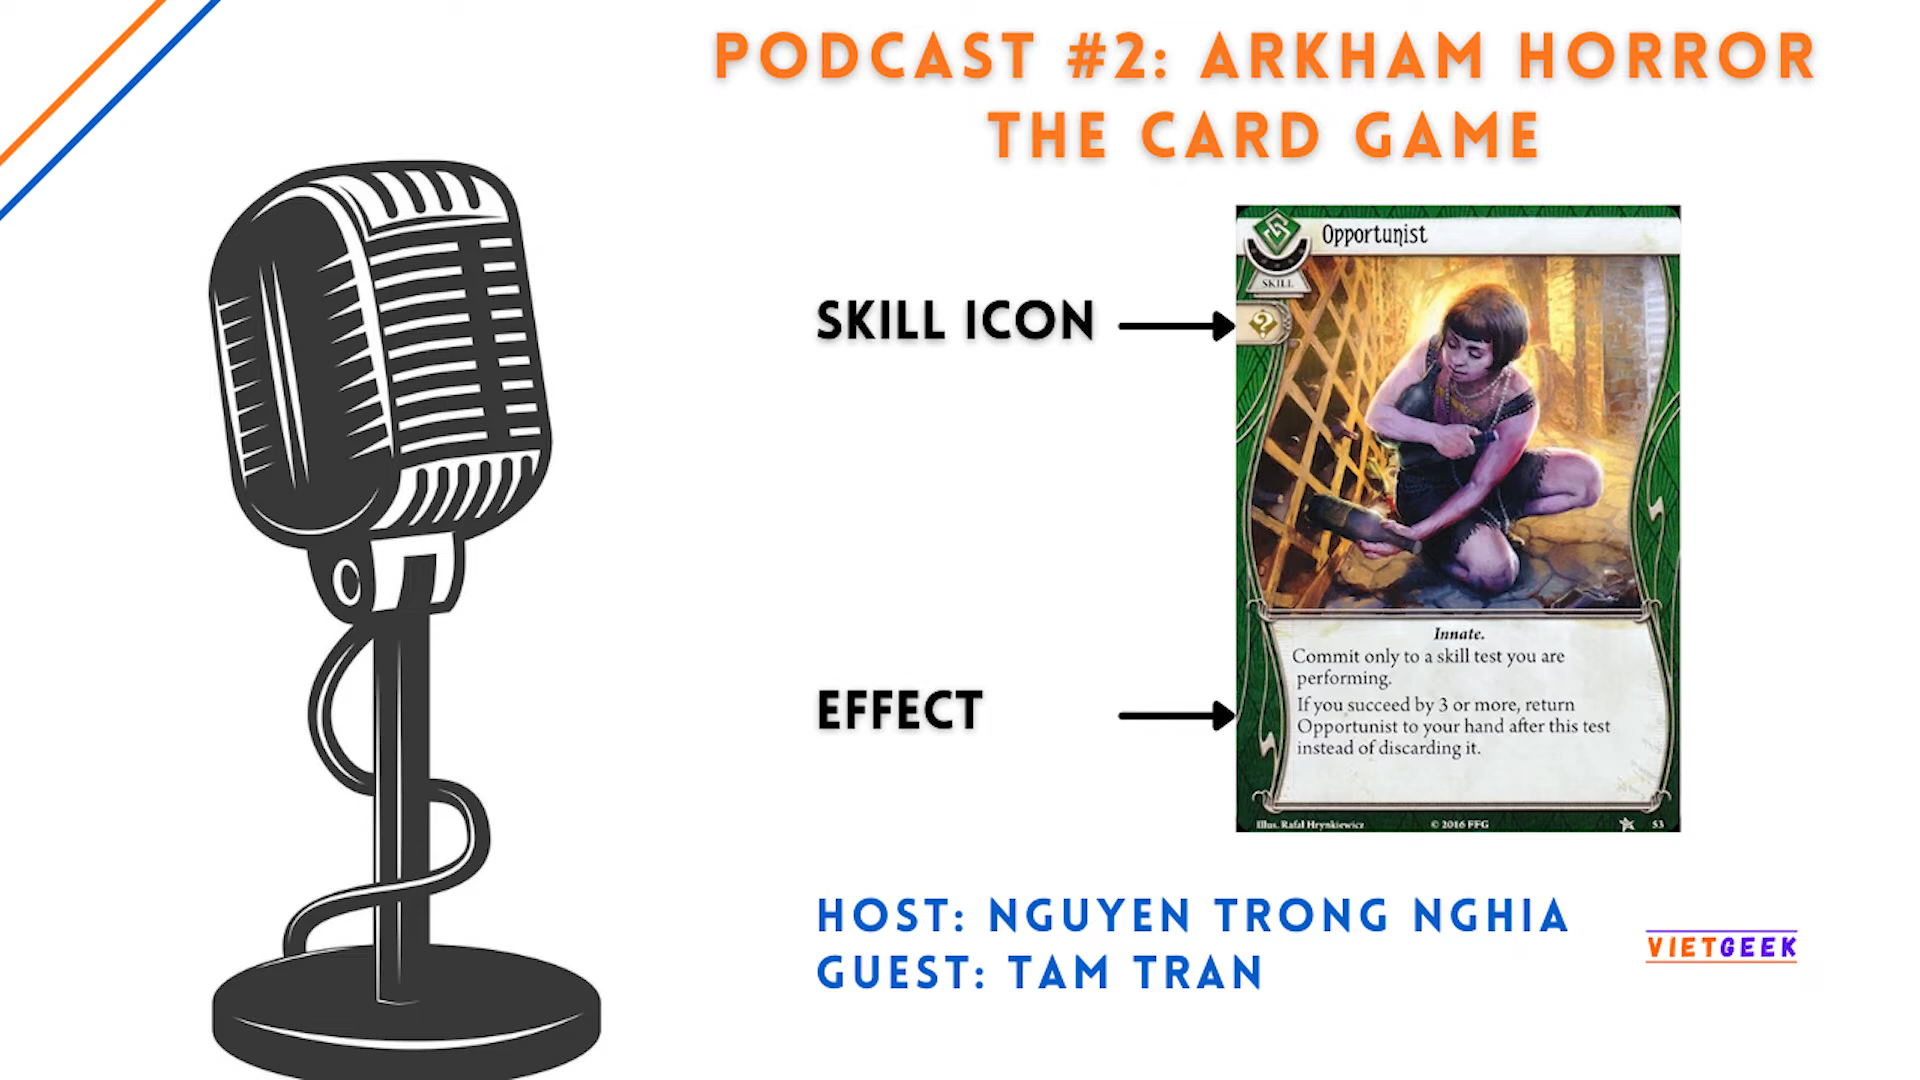 PODCAST #2: ARKHAM HORROR
THE CARD GAME
Opportunist
SKILL
SKILL ICON
?
Innate.
Commit only to a skill test you are
performing.
If you succeed by 3 or more, return
Opportunist to your hand after this test
instead of discarding it.
EFFECT
Illus. Rafał Hrynkiewicz
© 2016 FFG
53
HOST: NGUYEN TRONG NGHIA
GUEST: TAM TRAN
VIETGEEK